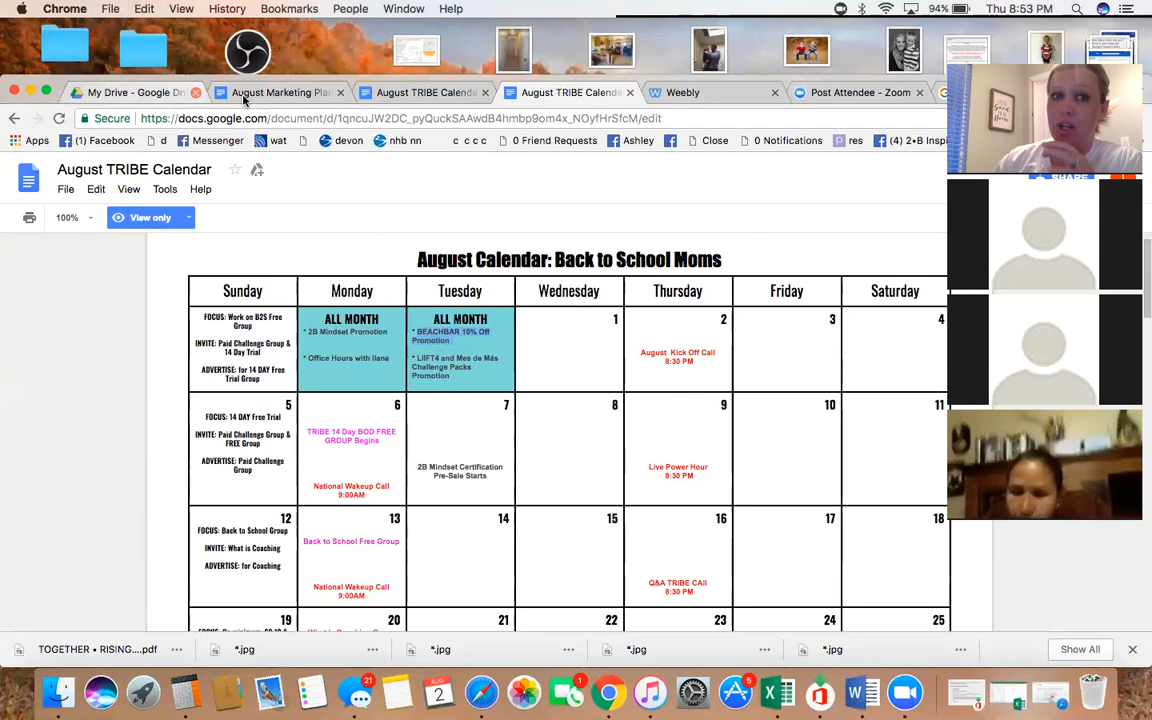 Chrome File Edit View History Bookmarks People Window Help 94% Thu 8:53 PM
My Drive - Google Dri August Marketing Plan August TRIBE Calenda August TRIBE Calenda Weebly Post Attendee - Zoom
Secure https://docs.google.com/document/d/1qncuJW2DC_pyQuckSAAwdB4hmbp9om4x_NOyfHrSfcM/edit
Apps (1) Facebook d Messenger wat devon nhb nn c c c c 0 Friend Requests Ashley 0 Notifications res (4) 2•B Insp
August TRIBE Calendar
File Edit View Tools Help
SHARE
100% View only
August Calendar: Back to School Moms
Sunday Monday Tuesday Wednesday Thursday Friday Saturday
FOCUS: Work on B2S Free
Group
INVITE: Paid Challenge Group &
14 Day Trial
ADVERTISE: for 14 DAY Free
Trial Group
ALL MONTH
* 2B Mindset Promotion
* Office Hours with Ilana
ALL MONTH
* BEACHBAR 10% Off
Promotion
* LIIFT4 and Mes de Más
Challenge Packs
Promotion
1
2
August Kick Off Call
8:30 PM
3
4
5
FOCUS: 14 DAY Free Trial
INVITE: Paid Challenge Group &
FREE Group
ADVERTISE: Paid Challenge
Group
6
TRIBE 14 Day BOD FREE
GROUP Begins
National Wakeup Call
9:00AM
7
2B Mindset Certification
Pre-Sale Starts
8
9
Live Power Hour
8:30 PM
10
11
12
FOCUS: Back to School Group
INVITE: What is Coaching
ADVERTISE: for Coaching
13
Back to School Free Group
National Wakeup Call
9:00AM
14
15
16
Q&A TRIBE CAll
8:30 PM
17
18
19
20
21
22
23
24
25
TOGETHER • RISING....pdf *.jpg *.jpg *.jpg *.jpg Show All
21
AUG
2
1
5